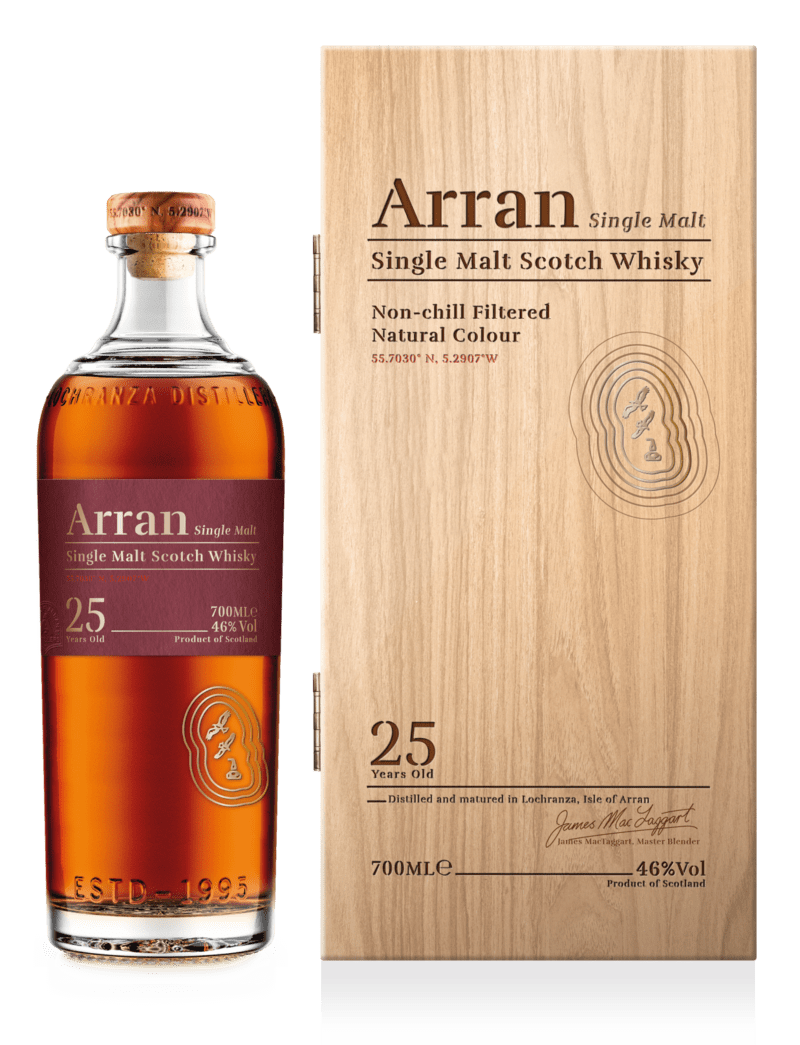 55.7030° N, 5.2907°W
LOCHRANZA DISTILLE
Arran Single Malt
Single Malt Scotch Whisky
25
Years Old
700MLe
46% Vol
Product of Scotland
ESTD - 1995
Arran Single Malt
Single Malt Scotch Whisky
Non-chill Filtered
Natural Colour
55.7030° N, 5.2907°W
25
Years Old
Distilled and matured in Lochranza, Isle of Arran
James MacTaggart
James MacTaggart, Master Blender
700MLe
46%Vol
Product of Scotland